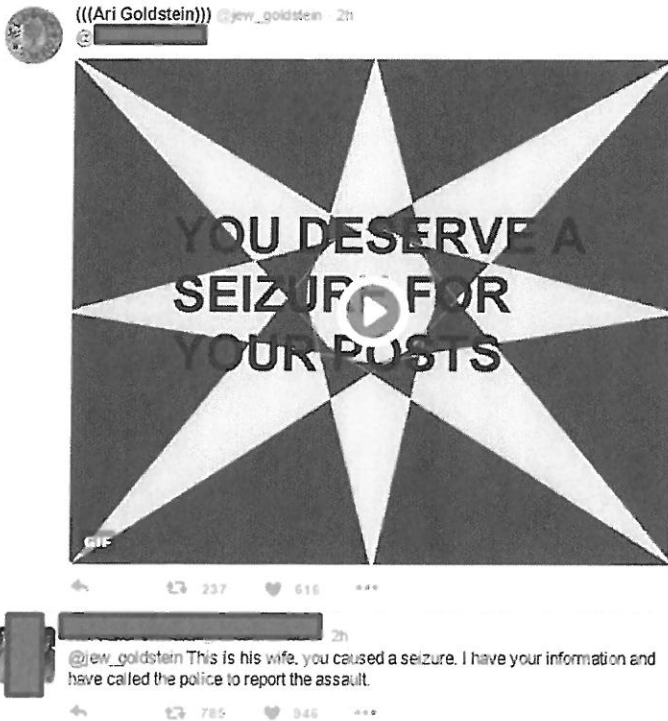 (((Ari Goldstein))) @jew_goldstein · 2h
@
YOU DESERVE A
SEIZURE FOR
YOUR POSTS
GIF
237 616
2h
@jew_goldstein This is his wife, you caused a seizure. I have your information and
have called the police to report the assault.
785 946